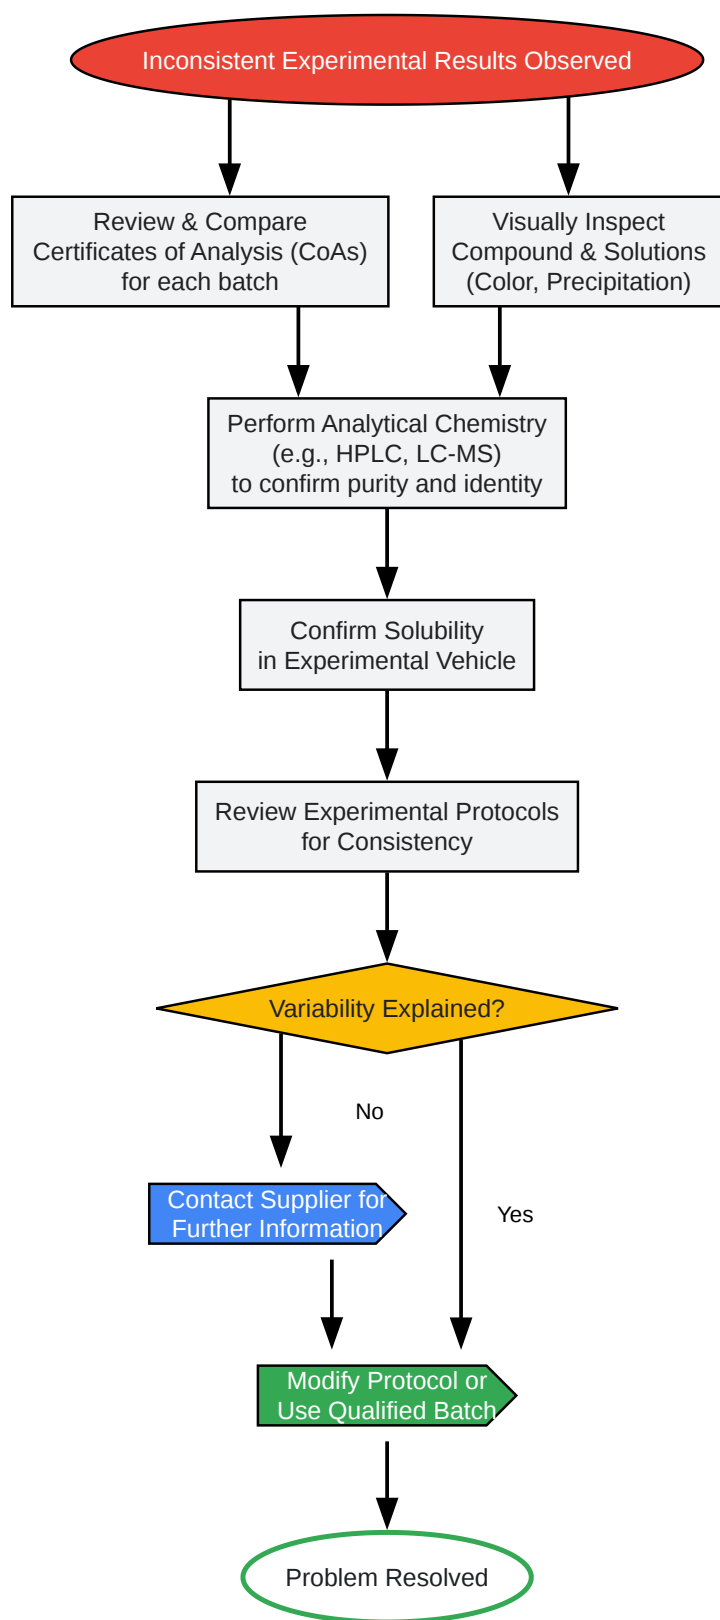 Inconsistent Experimental Results Observed
Review & Compare
Certificates of Analysis (CoAs)
for each batch
Visually Inspect
Compound & Solutions
(Color, Precipitation)
Perform Analytical Chemistry
(e.g., HPLC, LC-MS)
to confirm purity and identity
Confirm Solubility
in Experimental Vehicle
Review Experimental Protocols
for Consistency
Variability Explained?
No
Contact Supplier for
Further Information
Yes
Modify Protocol or
Use Qualified Batch
Problem Resolved